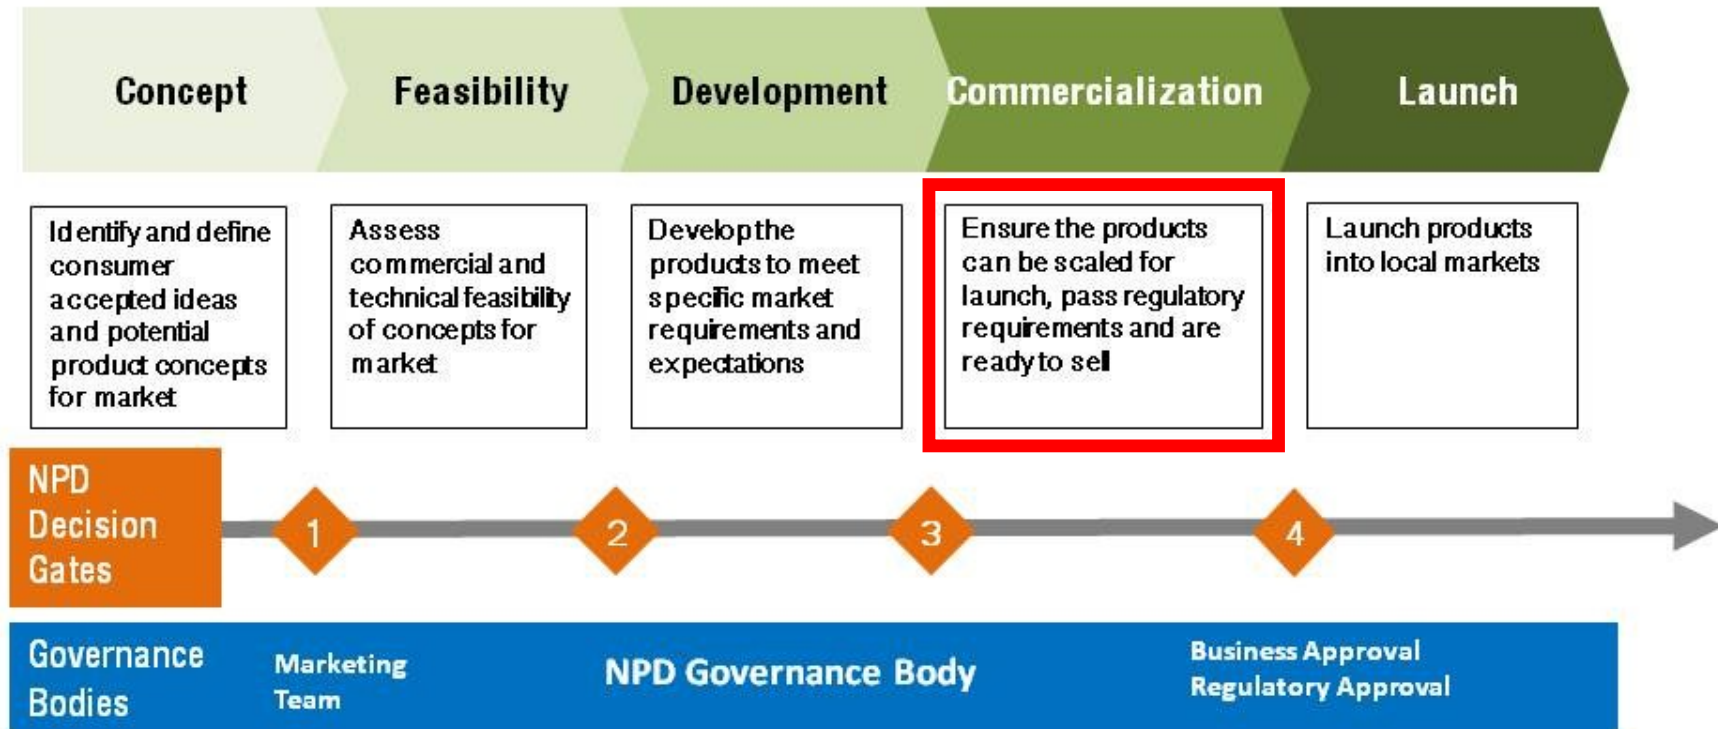 Concept
Feasibility
Development
Commercialization
Launch
Identify and define
consumer
accepted ideas
and potential
product concepts
for market
Assess
commercial and
technical feasibility
of concepts for
market
Develop the
products to meet
specific market
requirements and
expectations
Ensure the products
can be scaled for
launch, pass regulatory
requirements and are
ready to sell
Launch products
into local markets
NPD
Decision
Gates
1
2
3
4
Governance
Bodies
Marketing
Team
NPD Governance Body
Business Approval
Regulatory Approval